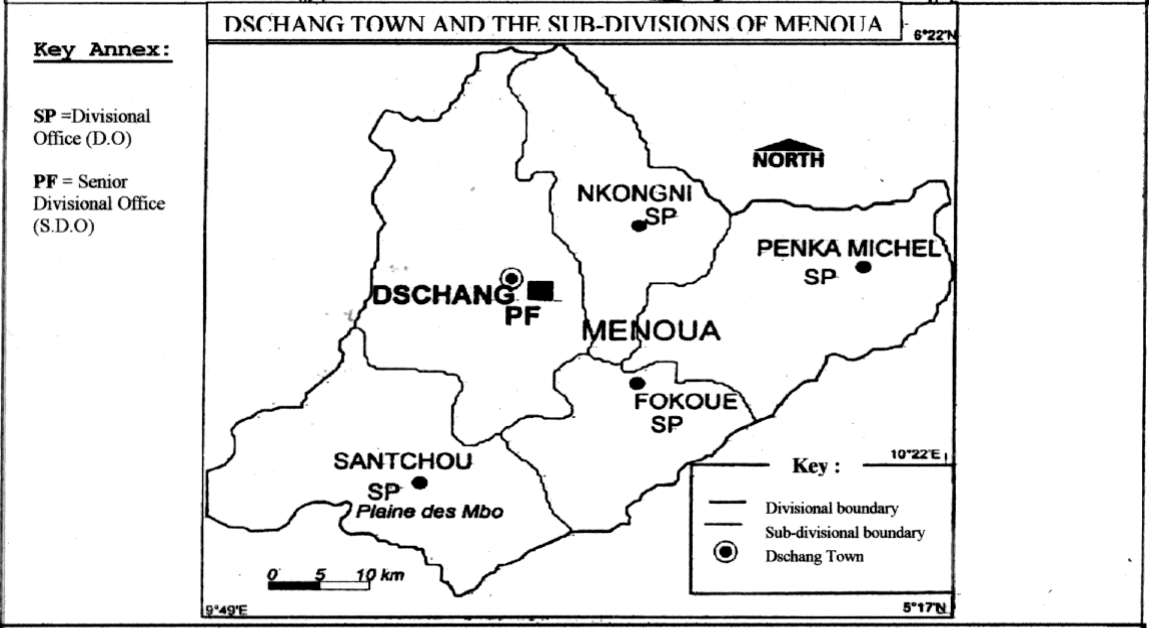 DSCHANG TOWN AND THE SUB-DIVISIONS OF MENOUA
6°22'N
Key Annex:
SP =Divisional
Office (D.O)
PF = Senior
Divisional Office
(S.D.O)
NORTH
NKONGNI
SP
PENKA MICHEL
SP
DSCHANG
PF
MENOUA
FOKOUE
SP
SANTCHOU
SP
Plaine des Mbo
10°22'E
Key :
Divisional boundary
Sub-divisional boundary
Dschang Town
0 5 10 km
9°49'E
5°17'N